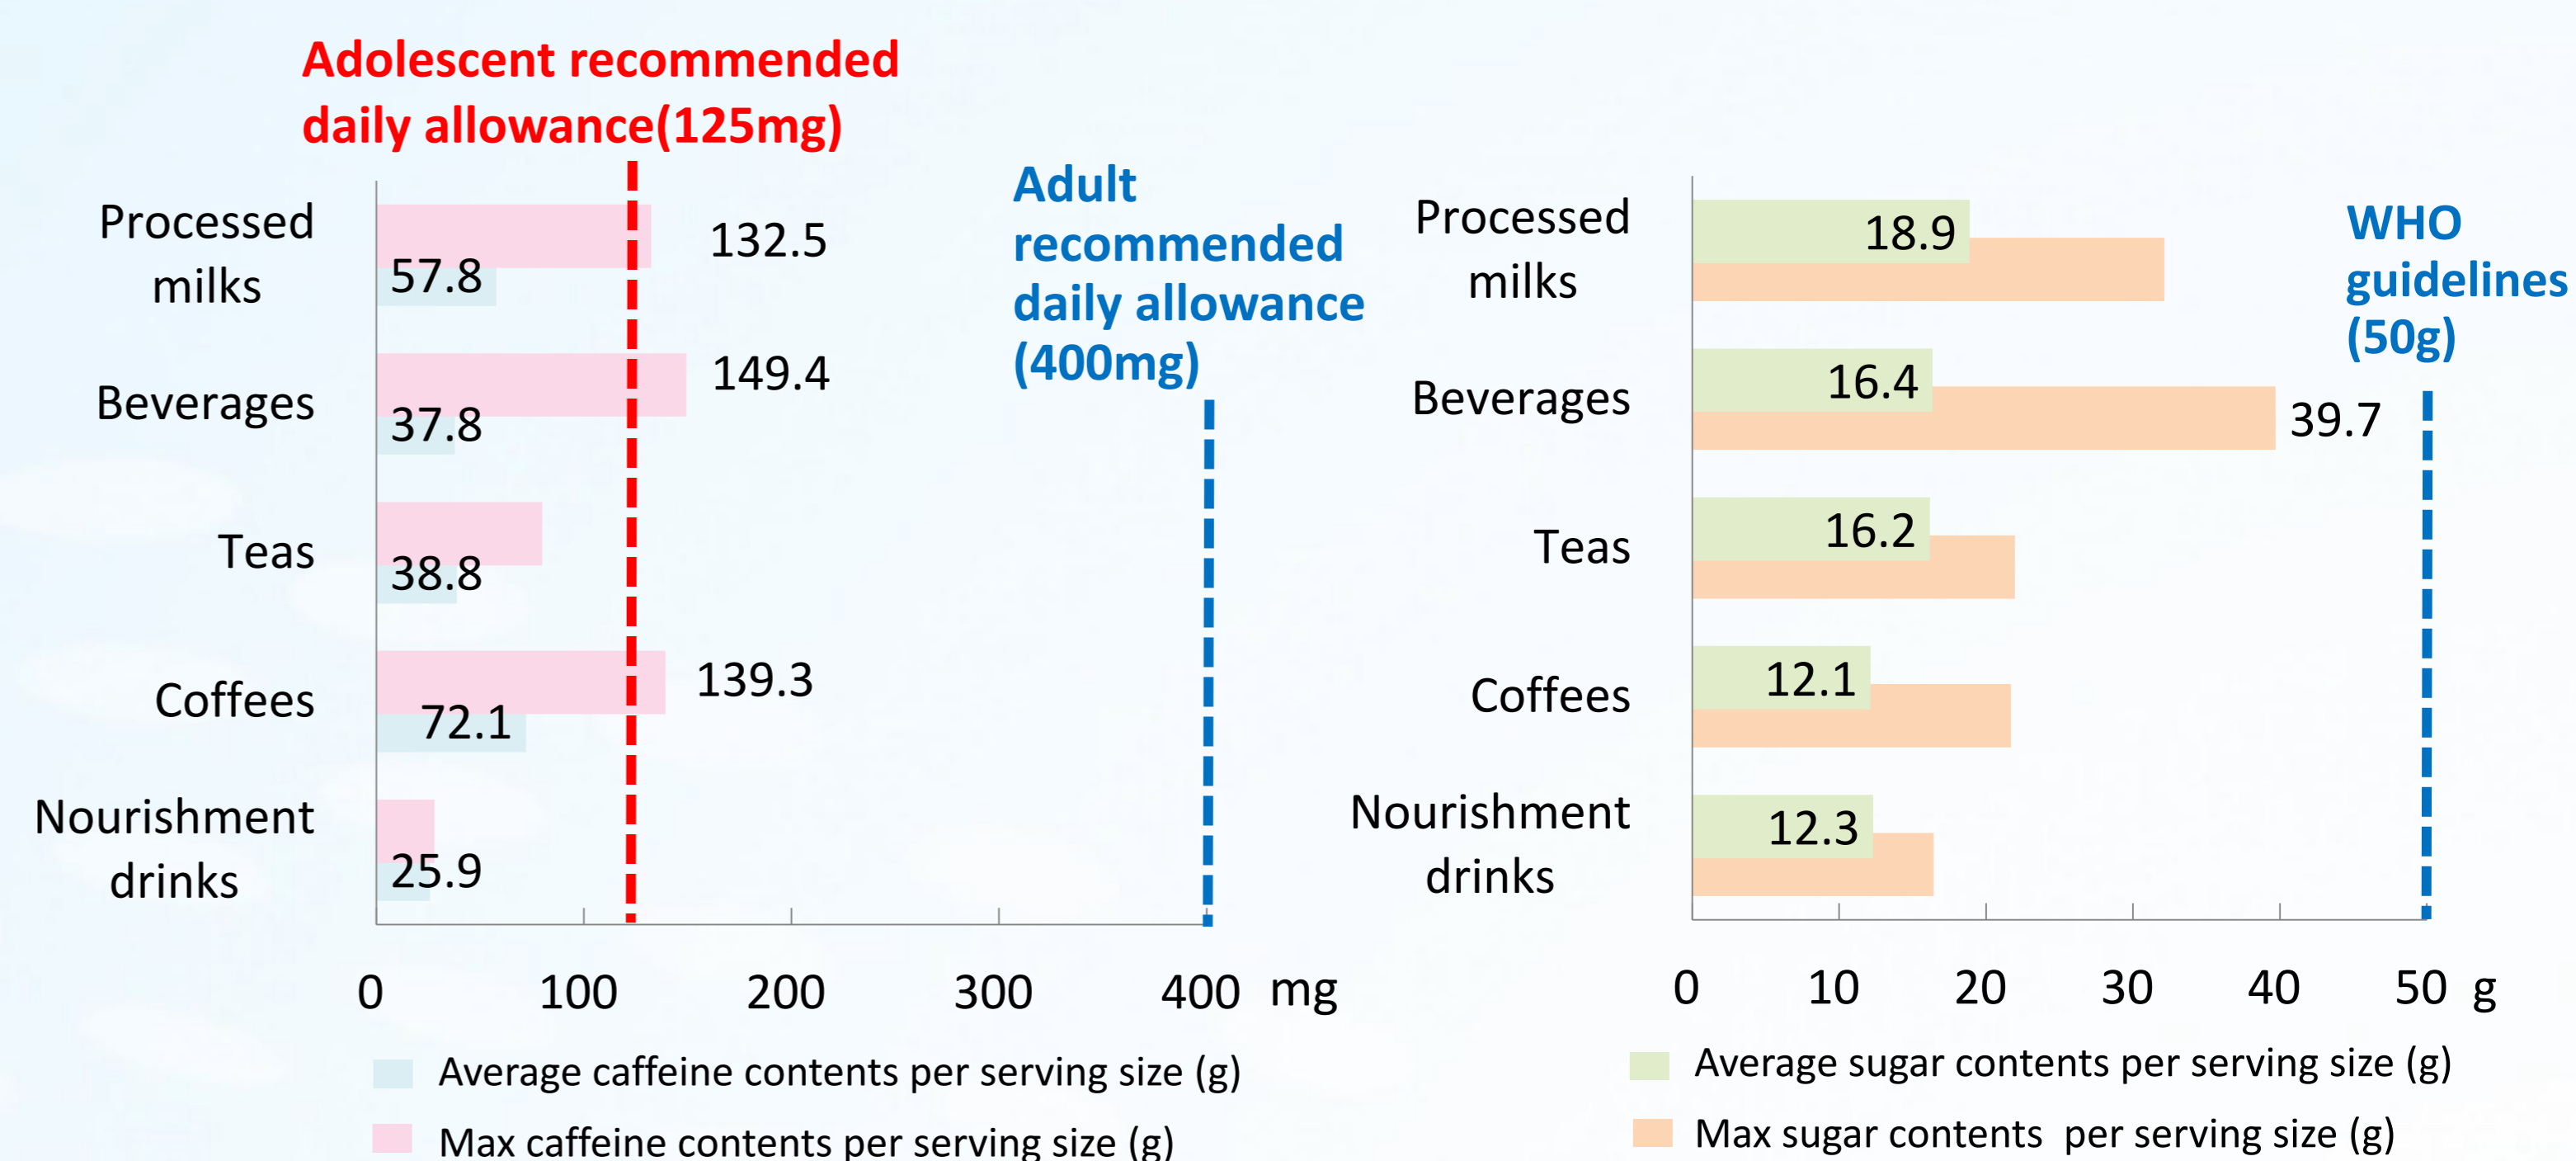 Adolescent recommended
daily allowance(125mg)
Adult
recommended
daily allowance
(400mg)
Processed
milks
132.5
57.8
Beverages
149.4
37.8
Teas
38.8
Coffees
139.3
72.1
Nourishment
drinks
25.9
0 100 200 300 400 mg
Average caffeine contents per serving size (g)
Max caffeine contents per serving size (g)
WHO
guidelines
(50g)
Processed
milks
18.9
Beverages
16.4
39.7
Teas
16.2
Coffees
12.1
Nourishment
drinks
12.3
0 10 20 30 40 50 g
Average sugar contents per serving size (g)
Max sugar contents per serving size (g)